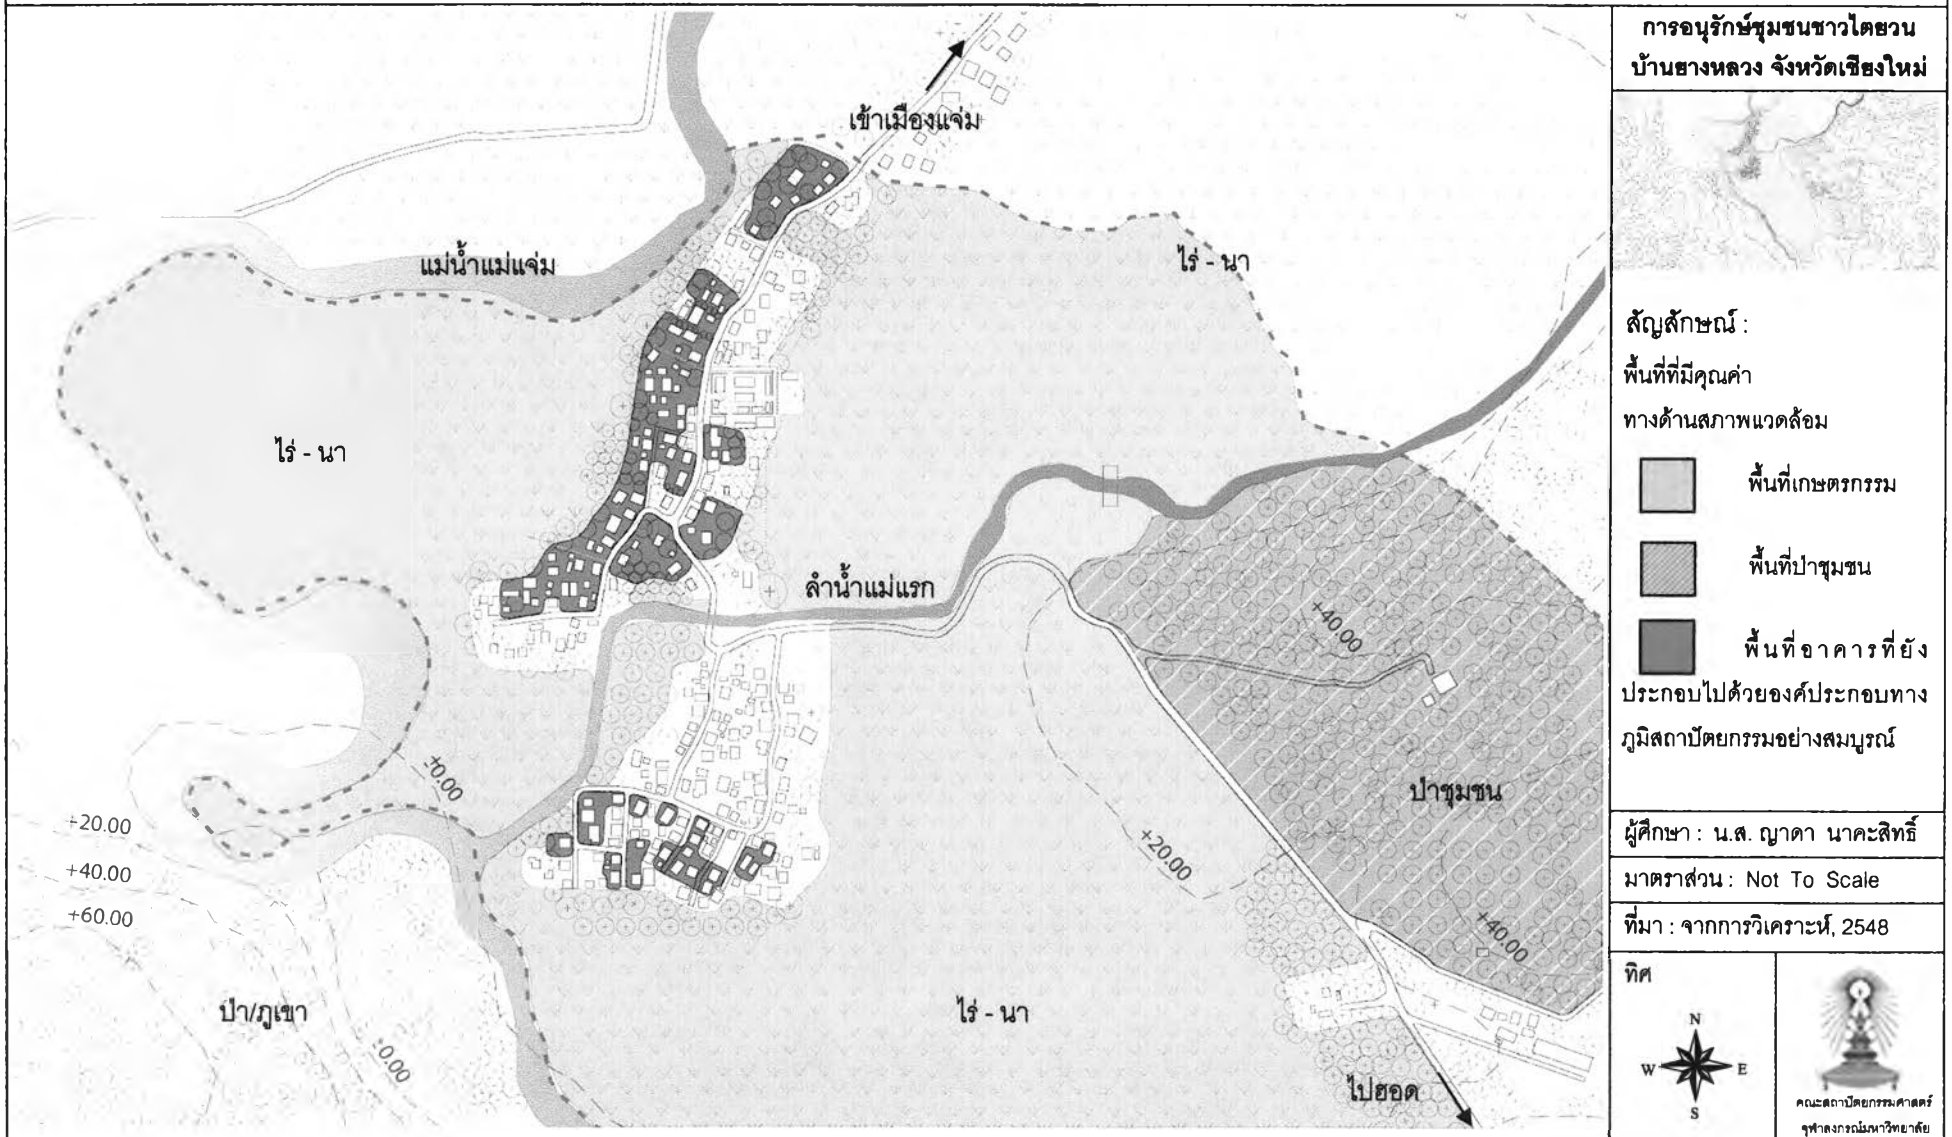 เข้าเมืองแจ่ม
แม่น้ำแม่แจ่ม
ไร่ - นา
ไร่ - นา
ลำน้ำแม่แรก
+40.00
±0.00
ป่าชุมชน
+20.00
+20.00
+40.00
+60.00
+40.00
ป่า/ภูเขา
ไร่ - นา
±0.00
ไปฮอด
การอนุรักษ์ชุมชนชาวไตยวน
บ้านยางหลวง จังหวัดเชียงใหม่
สัญลักษณ์ :
พื้นที่ที่มีคุณค่า
ทางด้านสภาพแวดล้อม
พื้นที่เกษตรกรรม
พื้นที่ป่าชุมชน
พื้นที่อาคารที่ยัง
ประกอบไปด้วยองค์ประกอบทาง
ภูมิสถาปัตยกรรมอย่างสมบูรณ์
ผู้ศึกษา : น.ส. ญาดา นาคะสิทธิ์
มาตราส่วน : Not To Scale
ที่มา : จากการวิเคราะห์, 2548
ทิศ
N
W
E
S
คณะสถาปัตยกรรมศาสตร์
จุฬาลงกรณ์มหาวิทยาลัย